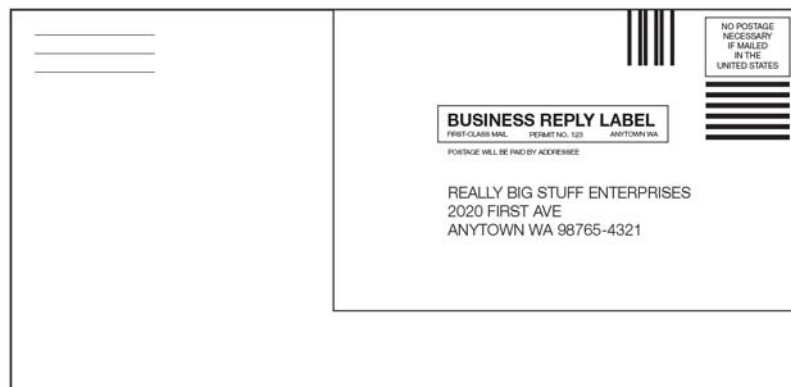 NO POSTAGE
NECESSARY
IF MAILED
IN THE
UNITED STATES
BUSINESS REPLY LABEL
FIRST-CLASS MAIL PERMIT NO. 123 ANYTOWN WA
POSTAGE WILL BE PAID BY ADDRESSEE
REALLY BIG STUFF ENTERPRISES
2020 FIRST AVE
ANYTOWN WA 98765-4321